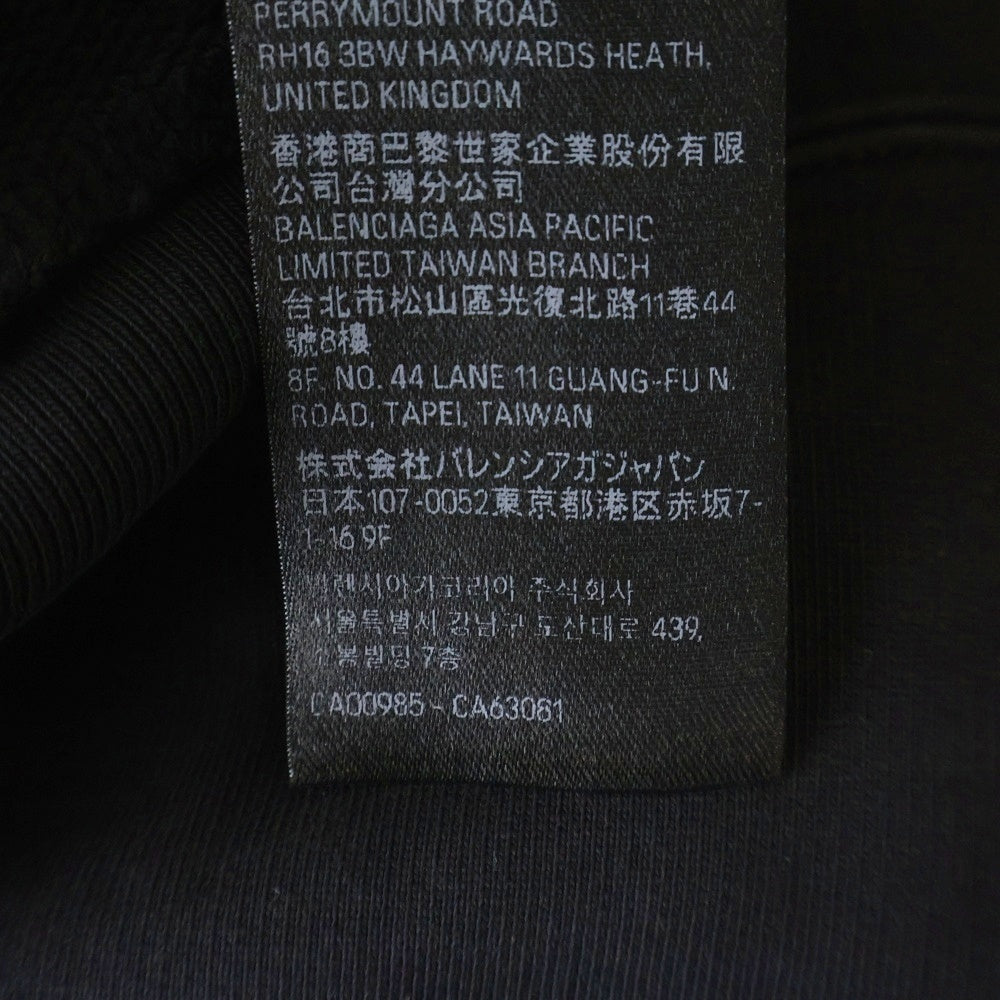 PERRYMOUNT ROAD
RH16 3BW HAYWARDS HEATH,
UNITED KINGDOM
香港商巴黎世家企業股份有限
公司台灣分公司
BALENCIAGA ASIA PACIFIC
LIMITED TAIWAN BRANCH
台北市松山區光復北路11巷44
號8樓
8F, NO. 44 LANE 11 GUANG-FU N.
ROAD, TAPEI, TAIWAN
株式会社バレンシアガジャパン
日本107-0052東京都港区赤坂7-
1-16 9F
발렌시아가코리아 주식회사
서울특별시 강남구 도산대로 439,
7층
CA00985 - CA63081